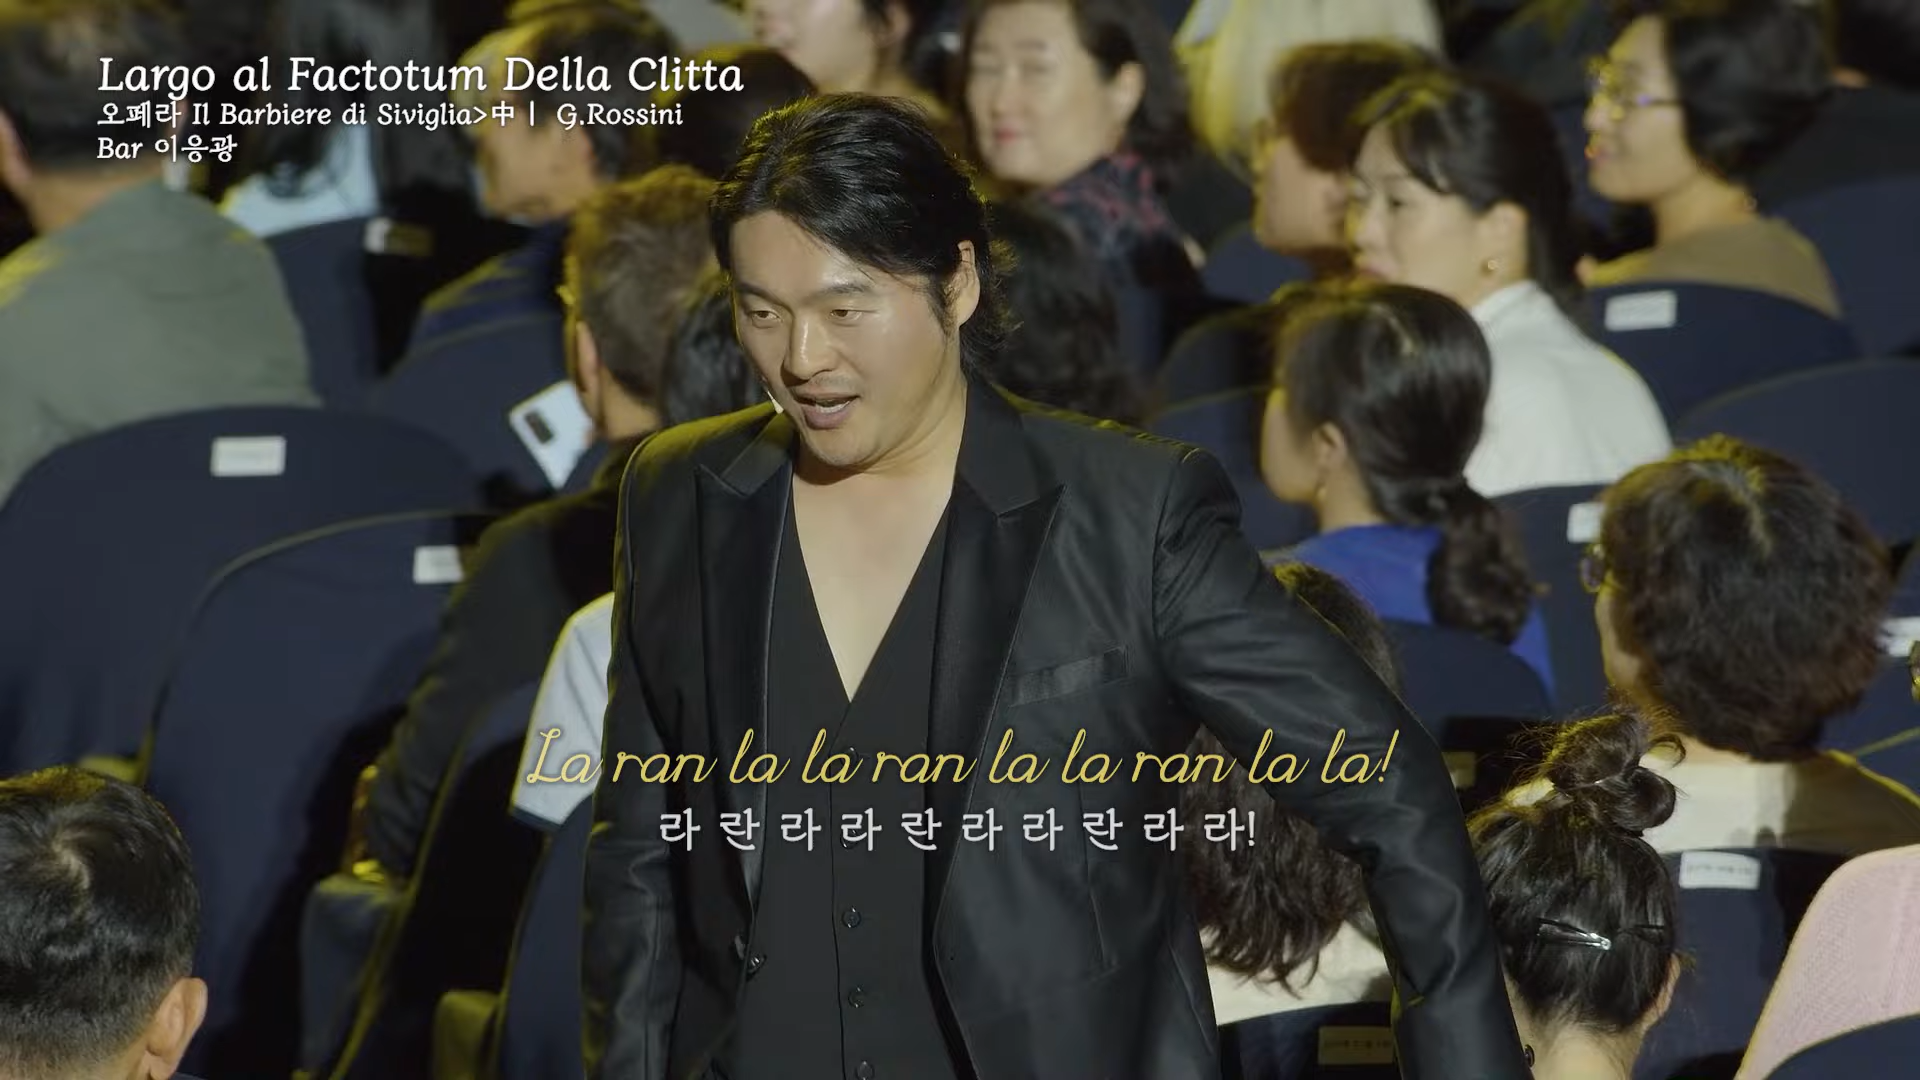 Largo al Factotum Della Clitta
오페라 Il Barbiere di Siviglia>中ㅣ G.Rossini
Bar 이응광
La ran la la ran la la ran la la!
라 란 라 라 란 라 라 란 라 라!